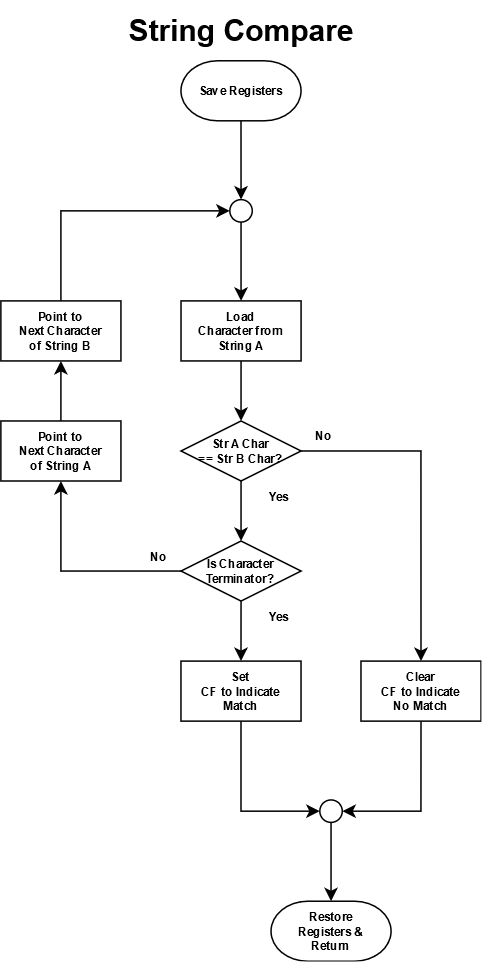 String Compare
Save Registers
Point to
Next Character
of String B
Load
Character from
String A
Point to
Next Character
of String A
Str A Char
== Str B Char?
No
Yes
No
Is Character
Terminator?
Yes
Set
CF to Indicate
Match
Clear
CF to Indicate
No Match
Restore
Registers &
Return